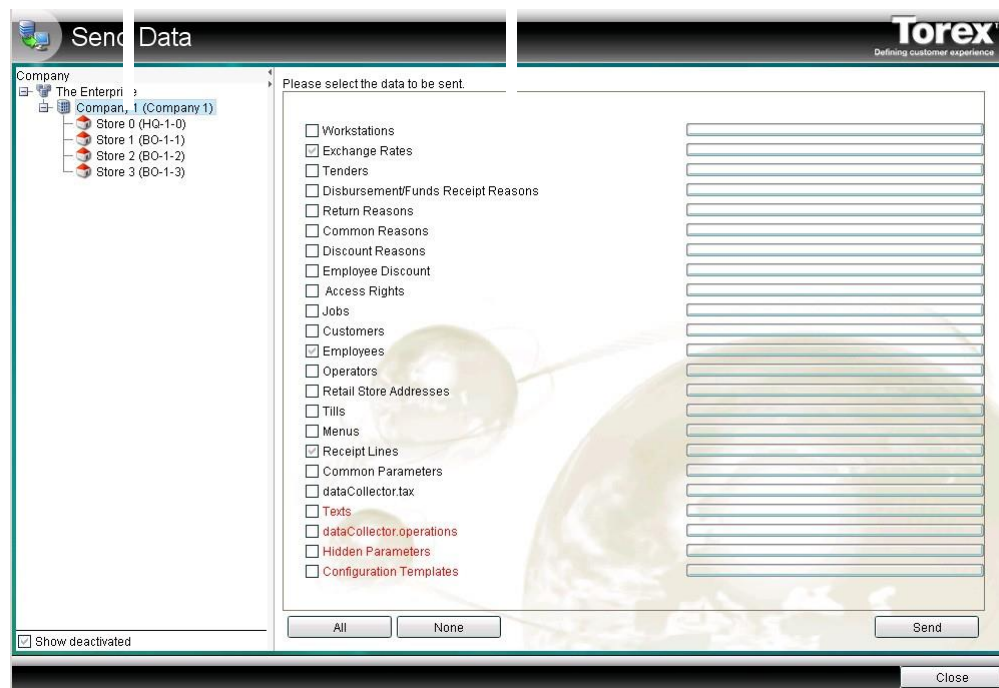 Send Data
Torex
Defining customer experience
Company
The Enterprise
Company 1 (Company 1)
Store 0 (HQ-1-0)
Store 1 (BO-1-1)
Store 2 (BO-1-2)
Store 3 (BO-1-3)
Show deactivated
Please select the data to be sent.
Workstations
Exchange Rates
Tenders
Disbursement/Funds Receipt Reasons
Return Reasons
Common Reasons
Discount Reasons
Employee Discount
Access Rights
Jobs
Customers
Employees
Operators
Retail Store Addresses
Tills
Menus
Receipt Lines
Common Parameters
dataCollector.tax
Texts
dataCollector.operations
Hidden Parameters
Configuration Templates
All
None
Send
Close